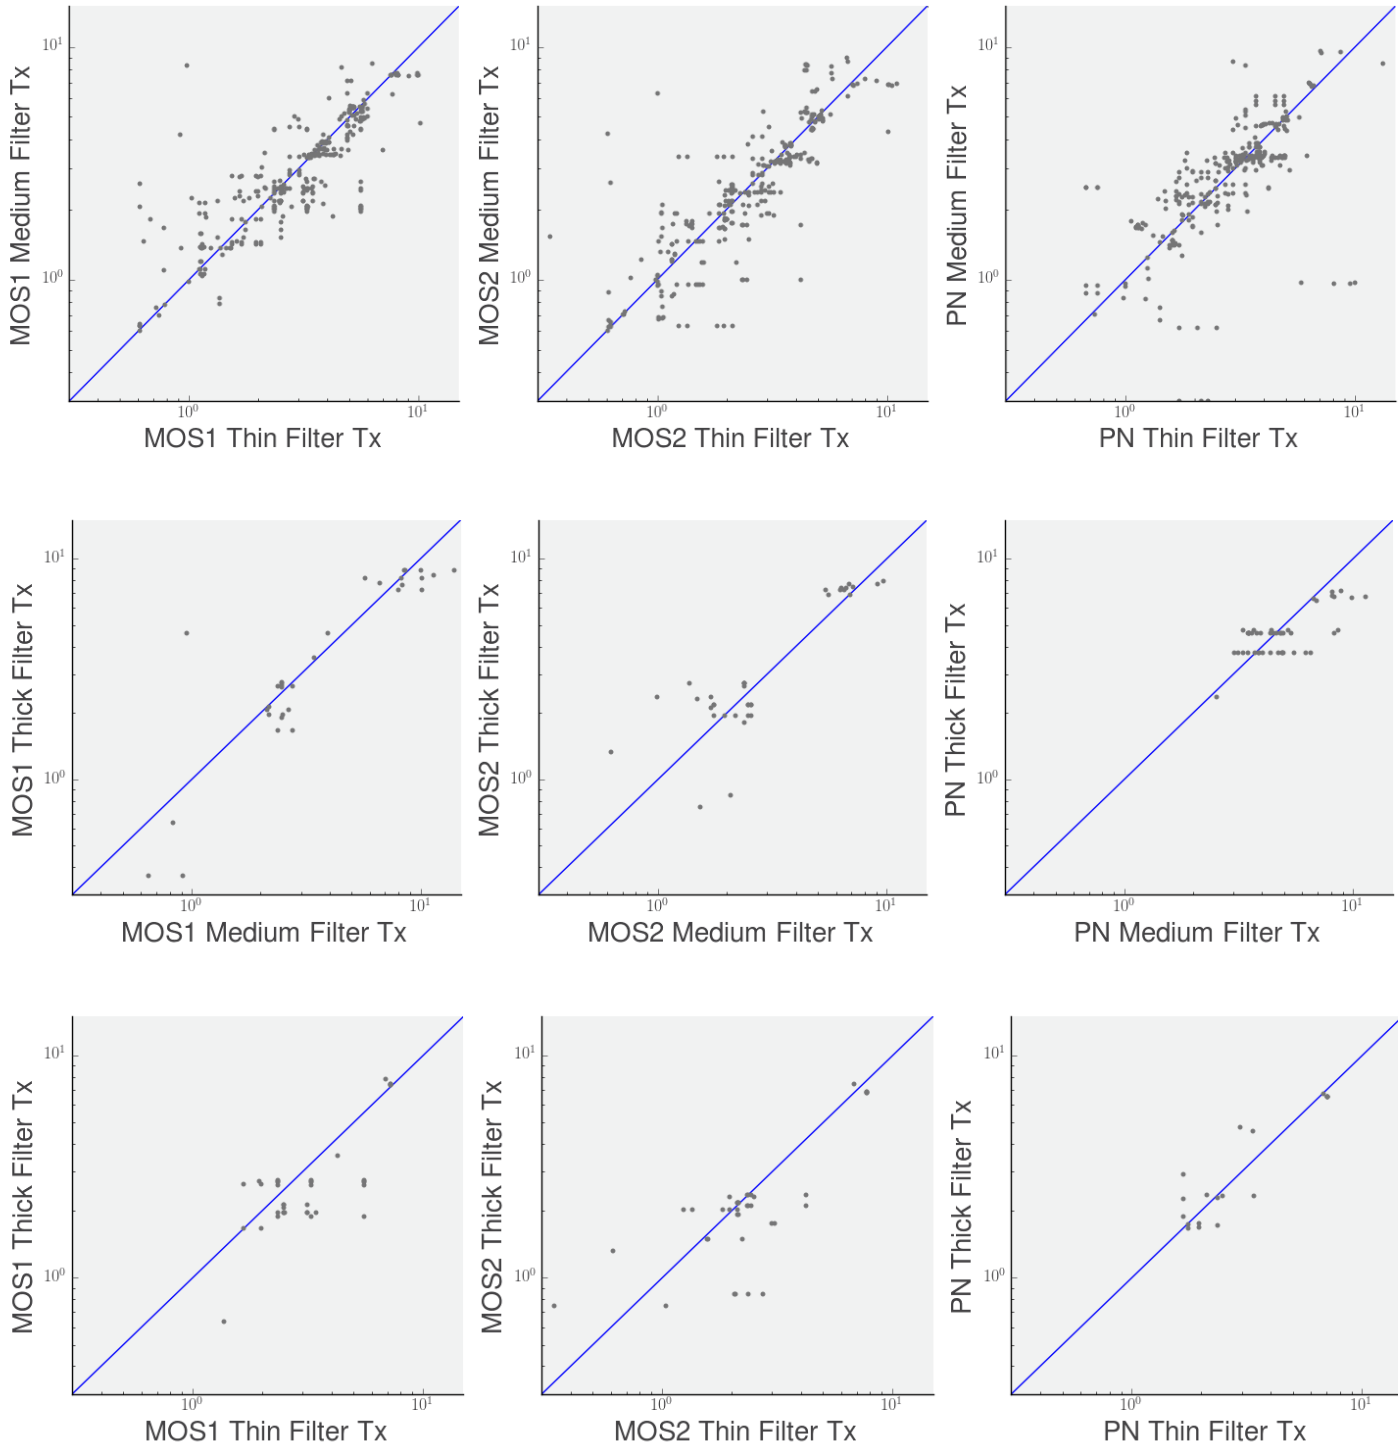 10¹
10⁰
MOS1 Medium Filter Tx
10⁰
10¹
MOS1 Thin Filter Tx
10¹
10⁰
MOS2 Medium Filter Tx
10⁰
10¹
MOS2 Thin Filter Tx
10¹
10⁰
PN Medium Filter Tx
10⁰
10¹
PN Thin Filter Tx
10¹
10⁰
MOS1 Thick Filter Tx
10⁰
10¹
MOS1 Medium Filter Tx
10¹
10⁰
MOS2 Thick Filter Tx
10⁰
10¹
MOS2 Medium Filter Tx
10¹
10⁰
PN Thick Filter Tx
10⁰
10¹
PN Medium Filter Tx
10¹
10⁰
MOS1 Thick Filter Tx
10⁰
10¹
MOS1 Thin Filter Tx
10¹
10⁰
MOS2 Thick Filter Tx
10⁰
10¹
MOS2 Thin Filter Tx
10¹
10⁰
PN Thick Filter Tx
10⁰
10¹
PN Thin Filter Tx